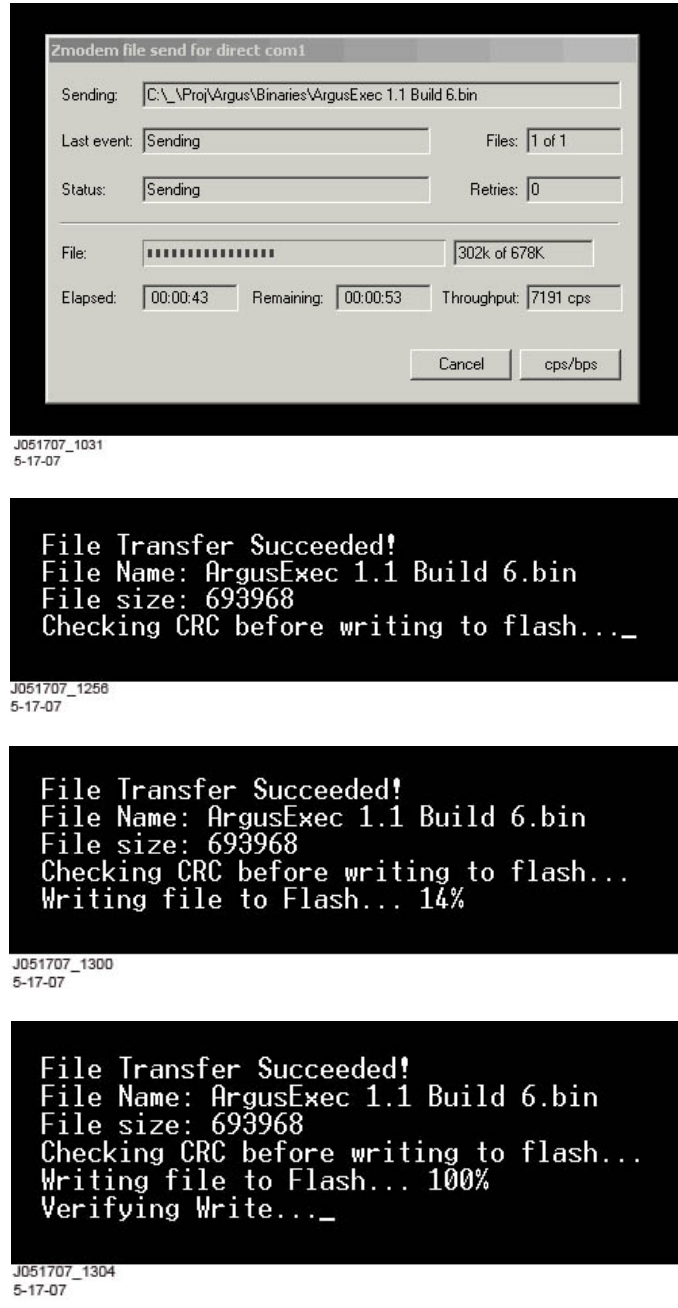 Zmodem file send for direct com1
Sending: C:\_\Proj\Argus\Binaries\ArgusExec 1.1 Build 6.bin
Last event: Sending Files: 1 of 1
Status: Sending Retries: 0
File: 302k of 678K
Elapsed: 00:00:43 Remaining: 00:00:53 Throughput: 7191 cps
Cancel cps/bps
J051707_1031
5-17-07
File Transfer Succeeded!
File Name: ArgusExec 1.1 Build 6.bin
File size: 693968
Checking CRC before writing to flash..._
J051707_1256
5-17-07
File Transfer Succeeded!
File Name: ArgusExec 1.1 Build 6.bin
File size: 693968
Checking CRC before writing to flash...
Writing file to Flash... 14%
J051707_1300
5-17-07
File Transfer Succeeded!
File Name: ArgusExec 1.1 Build 6.bin
File size: 693968
Checking CRC before writing to flash...
Writing file to Flash... 100%
Verifying Write..._
J051707_1304
5-17-07